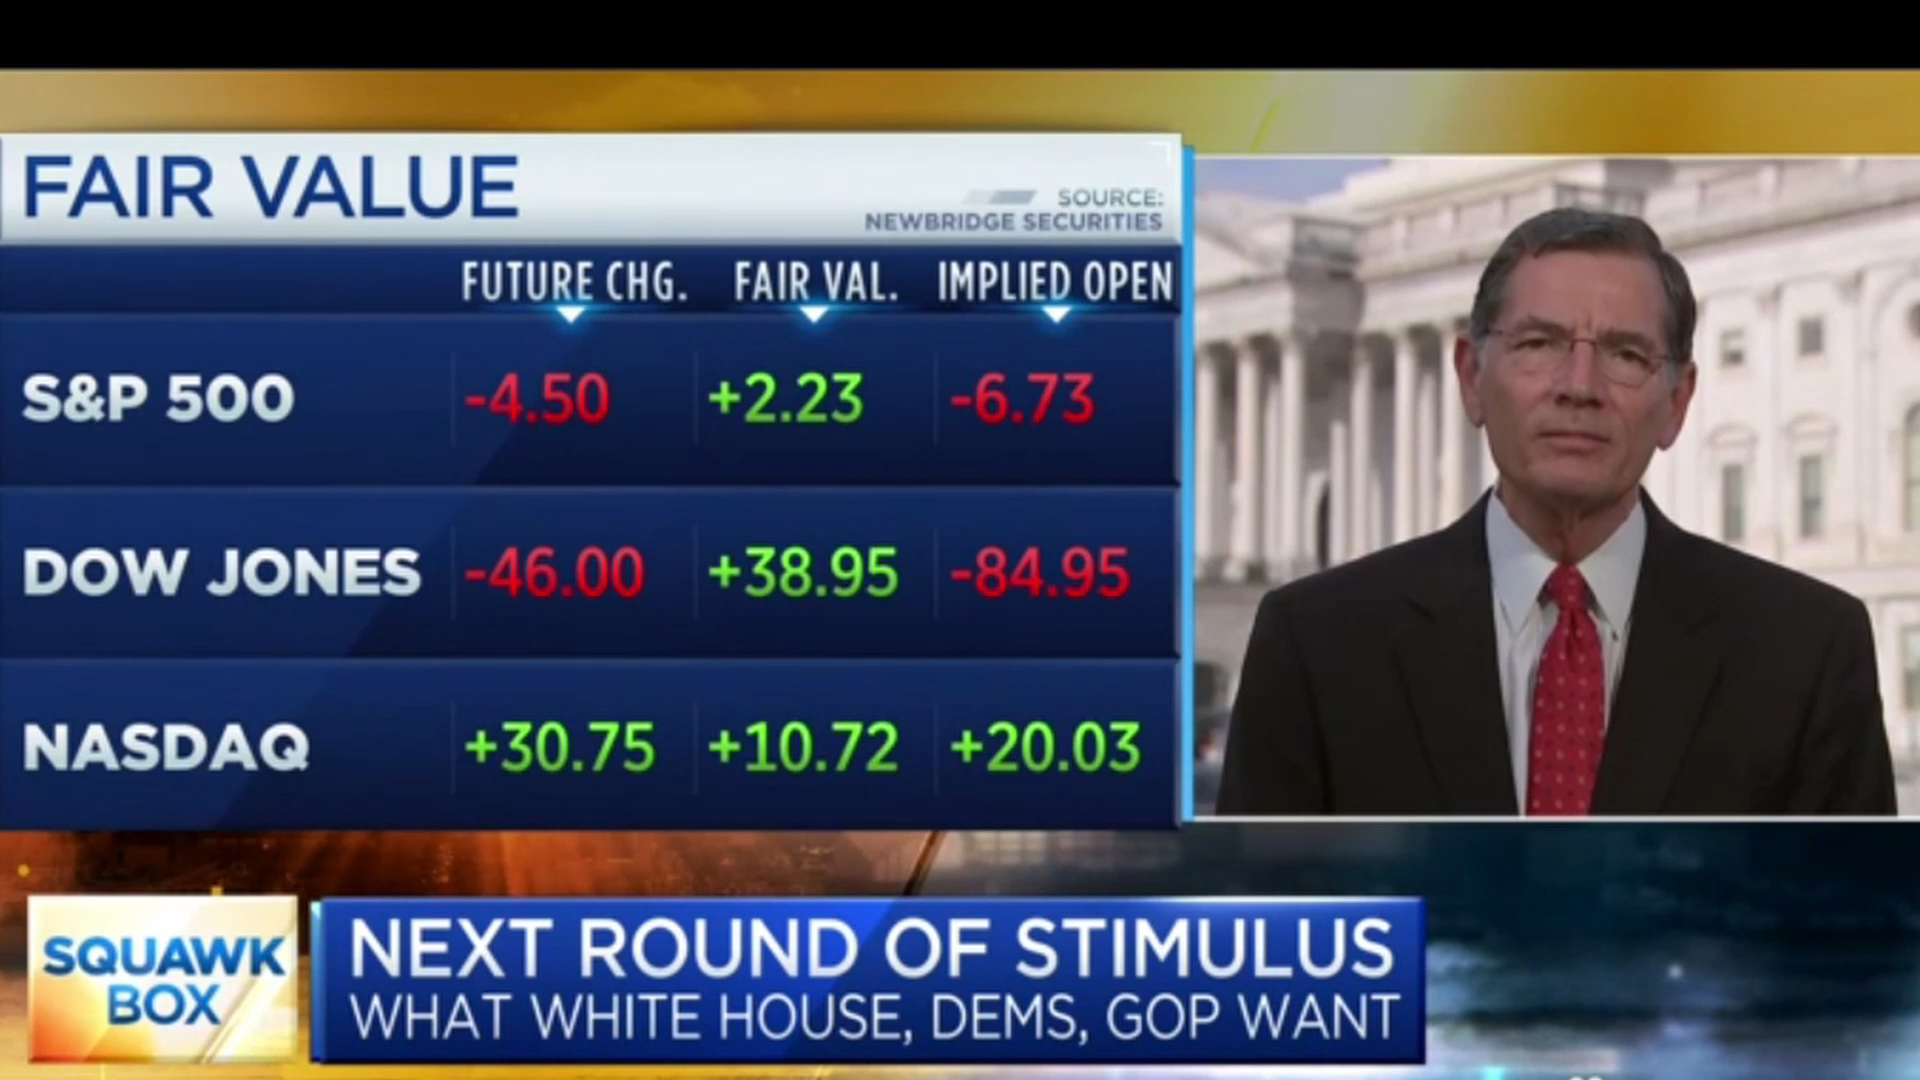 FAIR VALUE
SOURCE:
NEWBRIDGE SECURITIES
FUTURE CHG. FAIR VAL. IMPLIED OPEN
S&P 500 -4.50 +2.23 -6.73
DOW JONES -46.00 +38.95 -84.95
NASDAQ +30.75 +10.72 +20.03
SQUAWK
BOX
NEXT ROUND OF STIMULUS
WHAT WHITE HOUSE, DEMS, GOP WANT